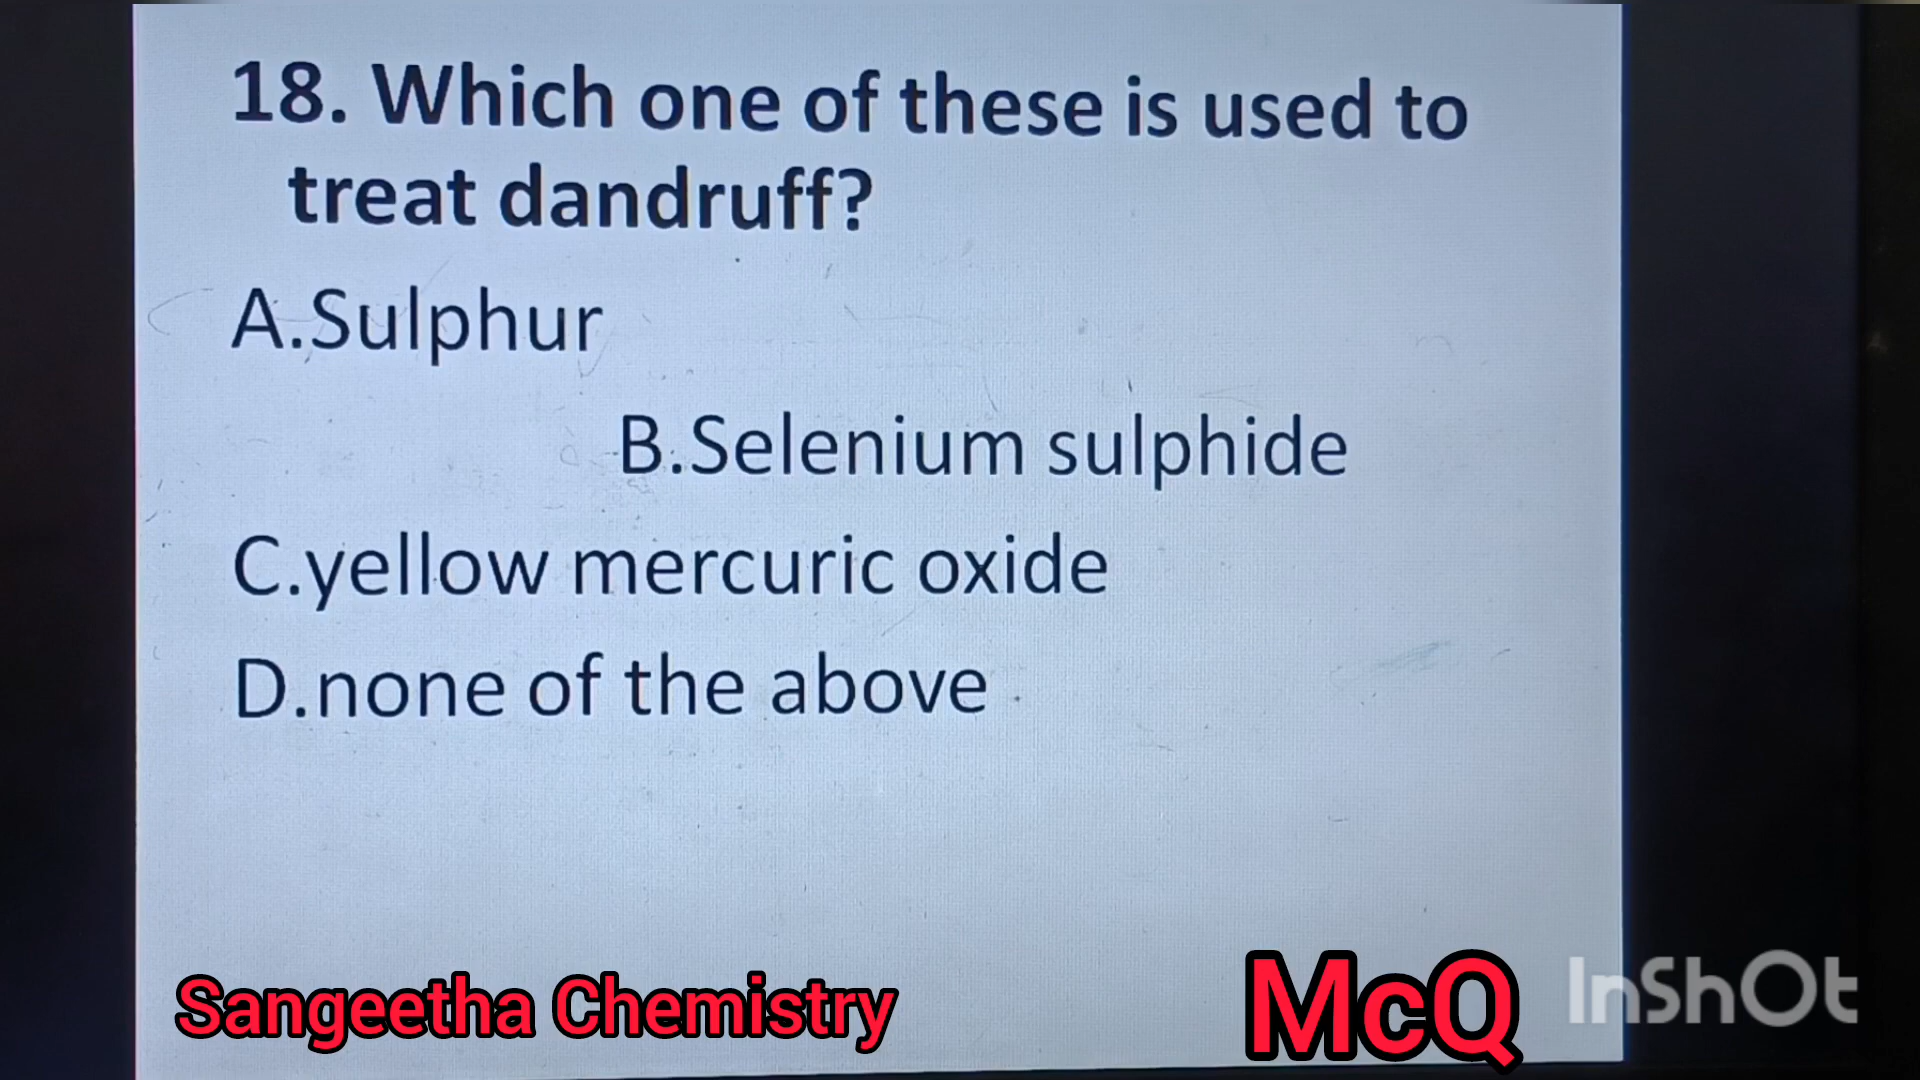 18. Which one of these is used to
treat dandruff?
A.Sulphur
B.Selenium sulphide
C.yellow mercuric oxide
D.none of the above
Sangeetha Chemistry
McQ
InShOt